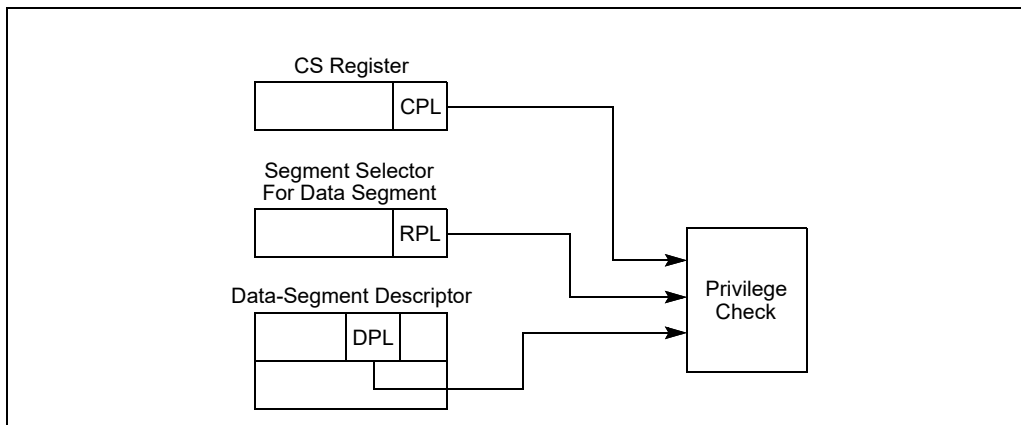 CS Register
CPL
Segment Selector
For Data Segment
RPL
Data-Segment Descriptor
DPL
Privilege
Check